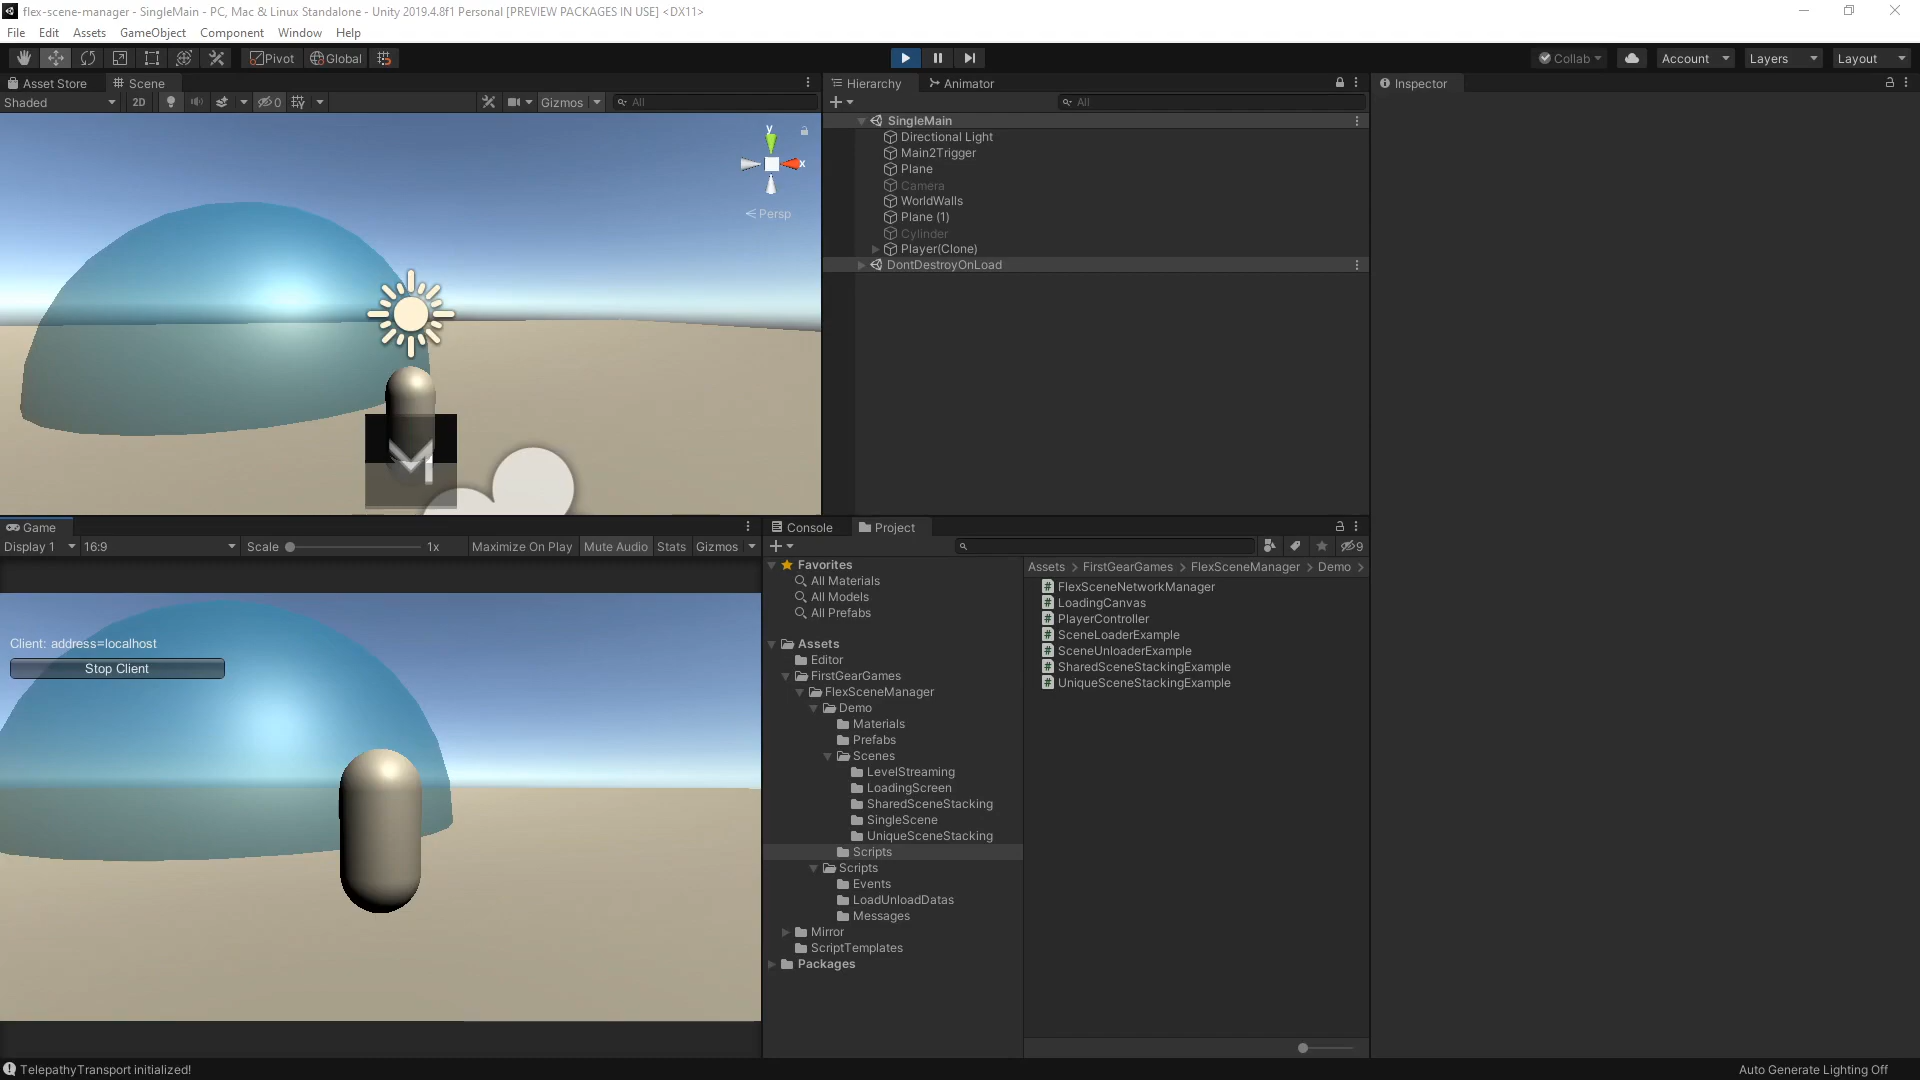 flex-scene-manager - SingleMain - PC, Mac & Linux Standalone - Unity 2019.4.8f1 Personal [PREVIEW PACKAGES IN USE] <DX11>
File Edit Assets GameObject Component Window Help
Pivot Global Collab Account Layers Layout
Asset Store Scene
Shaded 2D 0 Gizmos All
y
x
Persp
Hierarchy Animator
All
SingleMain
Directional Light
Main2Trigger
Plane
Camera
WorldWalls
Plane (1)
Cylinder
Player(Clone)
DontDestroyOnLoad
Inspector
Game
Display 1 16:9 Scale 1x Maximize On Play Mute Audio Stats Gizmos
Client: address=localhost
Stop Client
Console Project
9
Favorites
All Materials
All Models
All Prefabs
Assets
Editor
FirstGearGames
FlexSceneManager
Demo
Materials
Prefabs
Scenes
LevelStreaming
LoadingScreen
SharedSceneStacking
SingleScene
UniqueSceneStacking
Scripts
Scripts
Events
LoadUnloadDatas
Messages
Mirror
ScriptTemplates
Packages
Assets > FirstGearGames > FlexSceneManager > Demo >
FlexSceneNetworkManager
LoadingCanvas
PlayerController
SceneLoaderExample
SceneUnloaderExample
SharedSceneStackingExample
UniqueSceneStackingExample
TelepathyTransport initialized!
Auto Generate Lighting Off